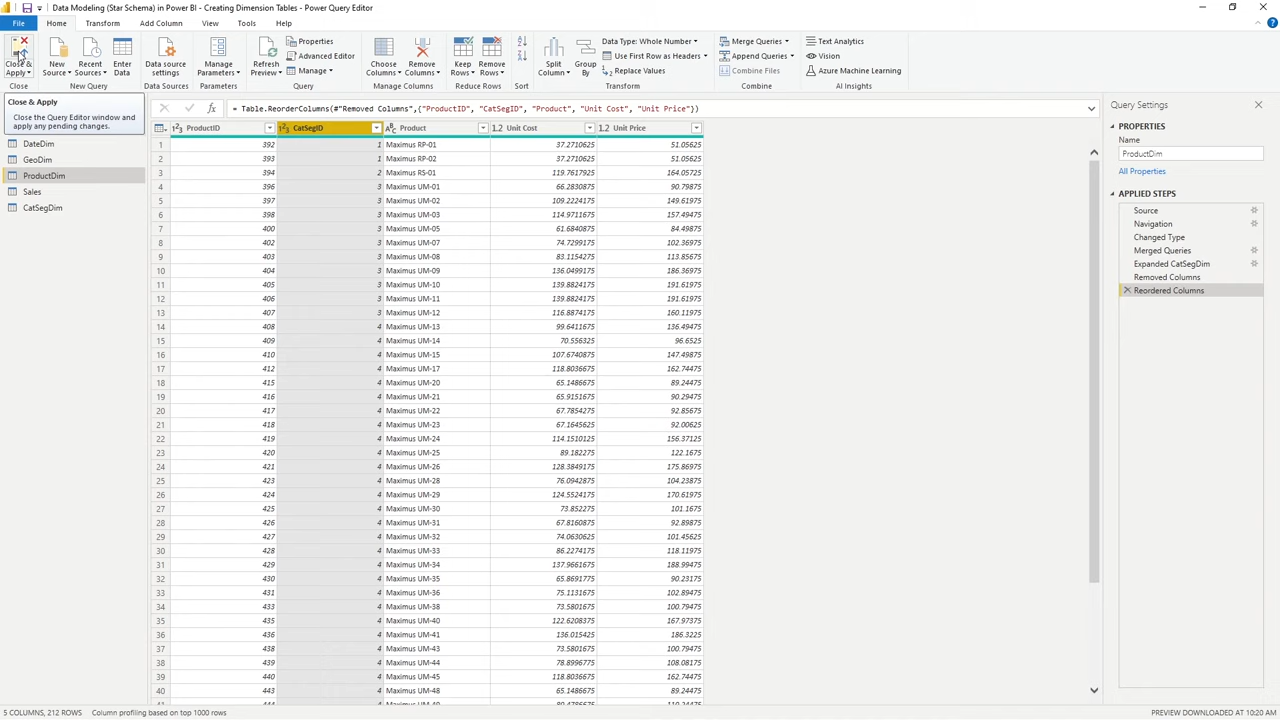 Data Modeling (Star Schema) in Power BI - Creating Dimension Tables - Power Query Editor
File Home Transform Add Column View Tools Help
Close & Apply
New Source
Recent Sources
Enter Data
Data source settings
Manage Parameters
Refresh Preview
Properties
Advanced Editor
Manage
Choose Columns
Remove Columns
Keep Rows
Remove Rows
Split Column
Group By
Data Type: Whole Number
Use First Row as Headers
Replace Values
Merge Queries
Append Queries
Combine Files
Text Analytics
Vision
Azure Machine Learning
Close New Query Data Sources Parameters Query Manage Columns Reduce Rows Sort Transform Combine AI Insights
Close & Apply
Close the Query Editor window and
apply any pending changes.
DateDim
GeoDim
ProductDim
Sales
CatSegDim
= Table.ReorderColumns(#"Removed Columns",{"ProductID", "CatSegID", "Product", "Unit Cost", "Unit Price"})
ProductID CatSegID Product Unit Cost Unit Price
1 392 1 Maximus RP-01 37.2710625 51.05625
2 393 1 Maximus RP-02 37.2710625 51.05625
3 394 2 Maximus RS-01 119.7617925 164.05725
4 396 3 Maximus UM-01 66.2830875 90.79875
5 397 3 Maximus UM-02 109.2224175 149.61975
6 398 3 Maximus UM-03 114.9711675 157.49475
7 400 3 Maximus UM-05 61.6840875 84.49875
8 402 3 Maximus UM-07 74.7299175 102.36975
9 403 3 Maximus UM-08 83.1154275 113.85675
10 404 3 Maximus UM-09 136.0499175 186.36975
11 405 3 Maximus UM-10 139.8824175 191.61975
12 406 3 Maximus UM-11 139.8824175 191.61975
13 407 3 Maximus UM-12 116.8874175 160.11975
14 408 4 Maximus UM-13 99.6411675 136.49475
15 409 4 Maximus UM-14 70.556325 96.6525
16 410 4 Maximus UM-15 107.6740875 147.49875
17 412 4 Maximus UM-17 118.8036675 162.74475
18 415 4 Maximus UM-20 65.1486675 89.24475
19 416 4 Maximus UM-21 65.9151675 90.29475
20 417 4 Maximus UM-22 67.7854275 92.85675
21 418 4 Maximus UM-23 67.1645625 92.00625
22 419 4 Maximus UM-24 114.1510125 156.37125
23 420 4 Maximus UM-25 89.182275 122.1675
24 421 4 Maximus UM-26 128.3849175 175.86975
25 423 4 Maximus UM-28 76.0942875 104.23875
26 424 4 Maximus UM-29 124.5524175 170.61975
27 425 4 Maximus UM-30 73.852275 101.1675
28 426 4 Maximus UM-31 67.8160875 92.89875
29 427 4 Maximus UM-32 74.0630625 101.45625
30 428 4 Maximus UM-33 86.2274175 118.11975
31 429 4 Maximus UM-34 137.9661675 188.99475
32 430 4 Maximus UM-35 65.8691775 90.23175
33 431 4 Maximus UM-36 75.1131675 102.89475
34 433 4 Maximus UM-38 73.5801675 100.79475
35 435 4 Maximus UM-40 122.6208375 167.97375
36 436 4 Maximus UM-41 136.015425 186.3225
37 438 4 Maximus UM-43 73.5801675 100.79475
38 439 4 Maximus UM-44 78.8996775 108.08175
39 440 4 Maximus UM-45 118.8036675 162.74475
40 443 4 Maximus UM-48 65.1486675 89.24475
Query Settings
PROPERTIES
Name
ProductDim
All Properties
APPLIED STEPS
Source
Navigation
Changed Type
Merged Queries
Expanded CatSegDim
Removed Columns
Reordered Columns
5 COLUMNS, 212 ROWS Column profiling based on top 1000 rows
PREVIEW DOWNLOADED AT 10:20 AM